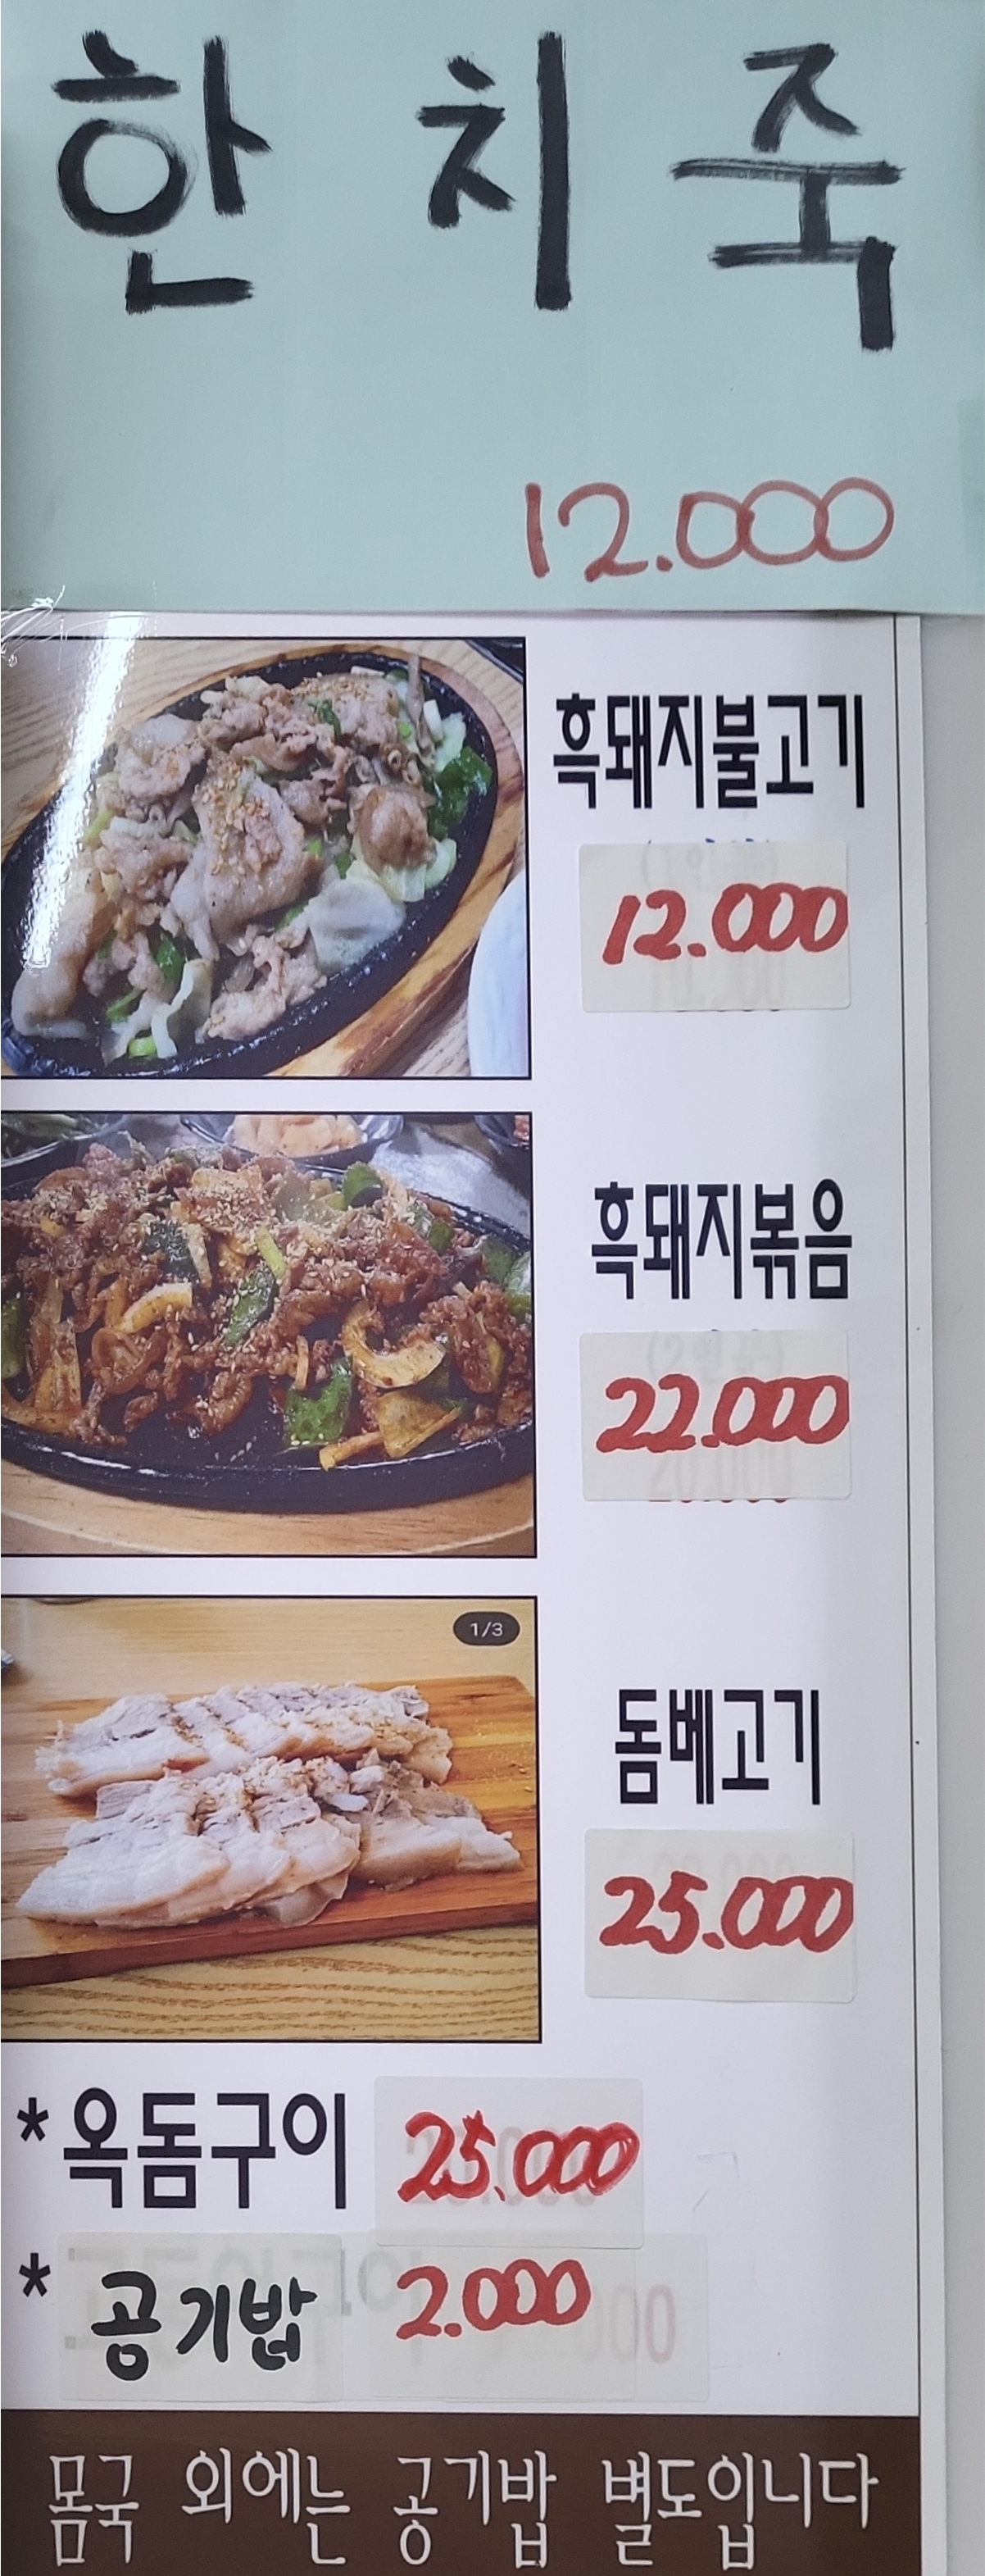 한치죽
12.000
흑돼지불고기
12.000
흑돼지볶음
22.000
1/3
돔베고기
25.000
* 옥돔구이 25.000
* 공기밥 2.000
몸국 외에는 공기밥 별도입니다